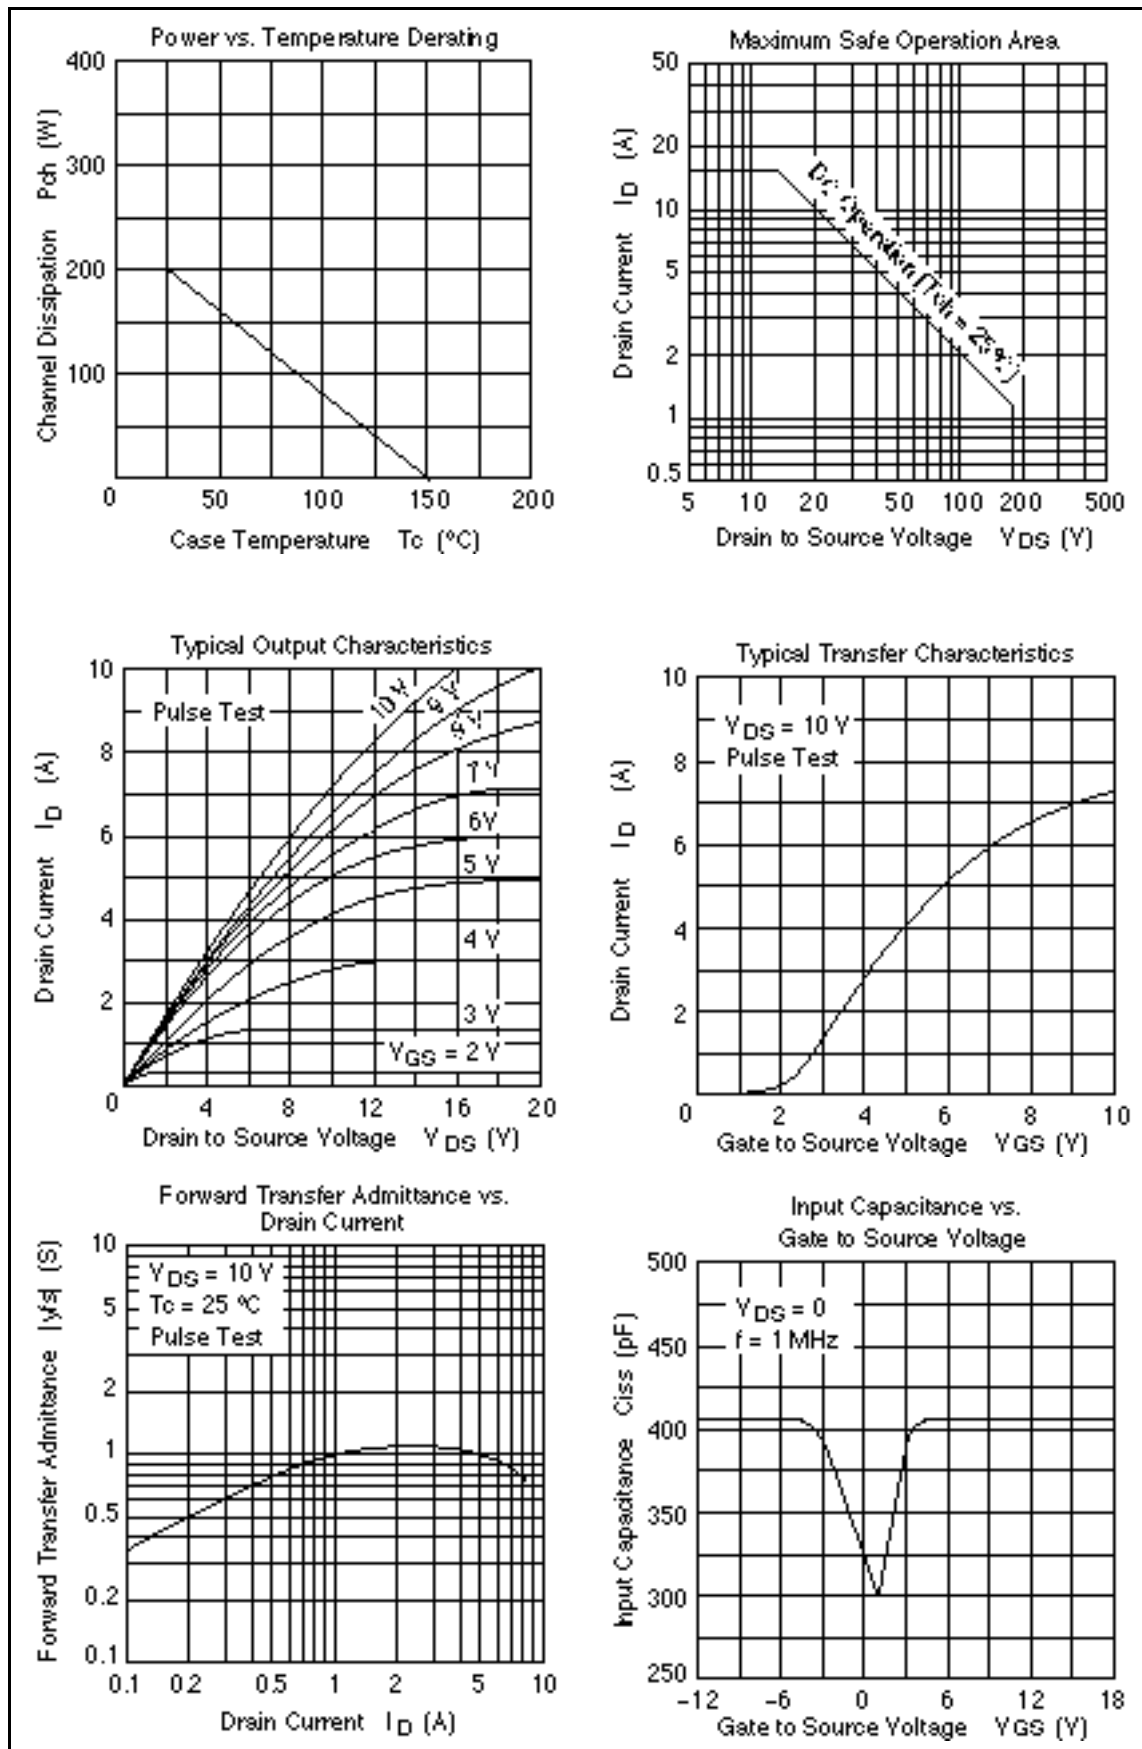 Power vs. Temperature Derating
400
300
200
100
0 50 100 150 200
Channel Dissipation Pch (W)
Case Temperature Tc (°C)
Maximum Safe Operation Area
50
20
10
5
2
1
0.5
5 10 20 50 100 200 500
Drain Current ID (A)
DC Operation (Tch = 25°C)
Drain to Source Voltage VDS (V)
Typical Output Characteristics
10
8
6
4
2
0 4 8 12 16 20
Pulse Test
10 V
9 V
8 V
7 V
6V
5 V
4 V
3 V
VGS = 2 V
Drain Current ID (A)
Drain to Source Voltage VDS (V)
Typical Transfer Characteristics
10
8
6
4
2
0 2 4 6 8 10
VDS = 10 V
Pulse Test
Drain Current ID (A)
Gate to Source Voltage VGS (V)
Forward Transfer Admittance vs.
Drain Current
10
5
2
1
0.5
0.2
0.1
0.1 0.2 0.5 1 2 5 10
VDS = 10 V
Tc = 25 °C
Pulse Test
Forward Transfer Admittance |yfs| (S)
Drain Current ID (A)
Input Capacitance vs.
Gate to Source Voltage
500
450
400
350
300
250
−12 −6 0 6 12 18
VDS = 0
f = 1 MHz
Input Capacitance Ciss (pF)
Gate to Source Voltage VGS (V)